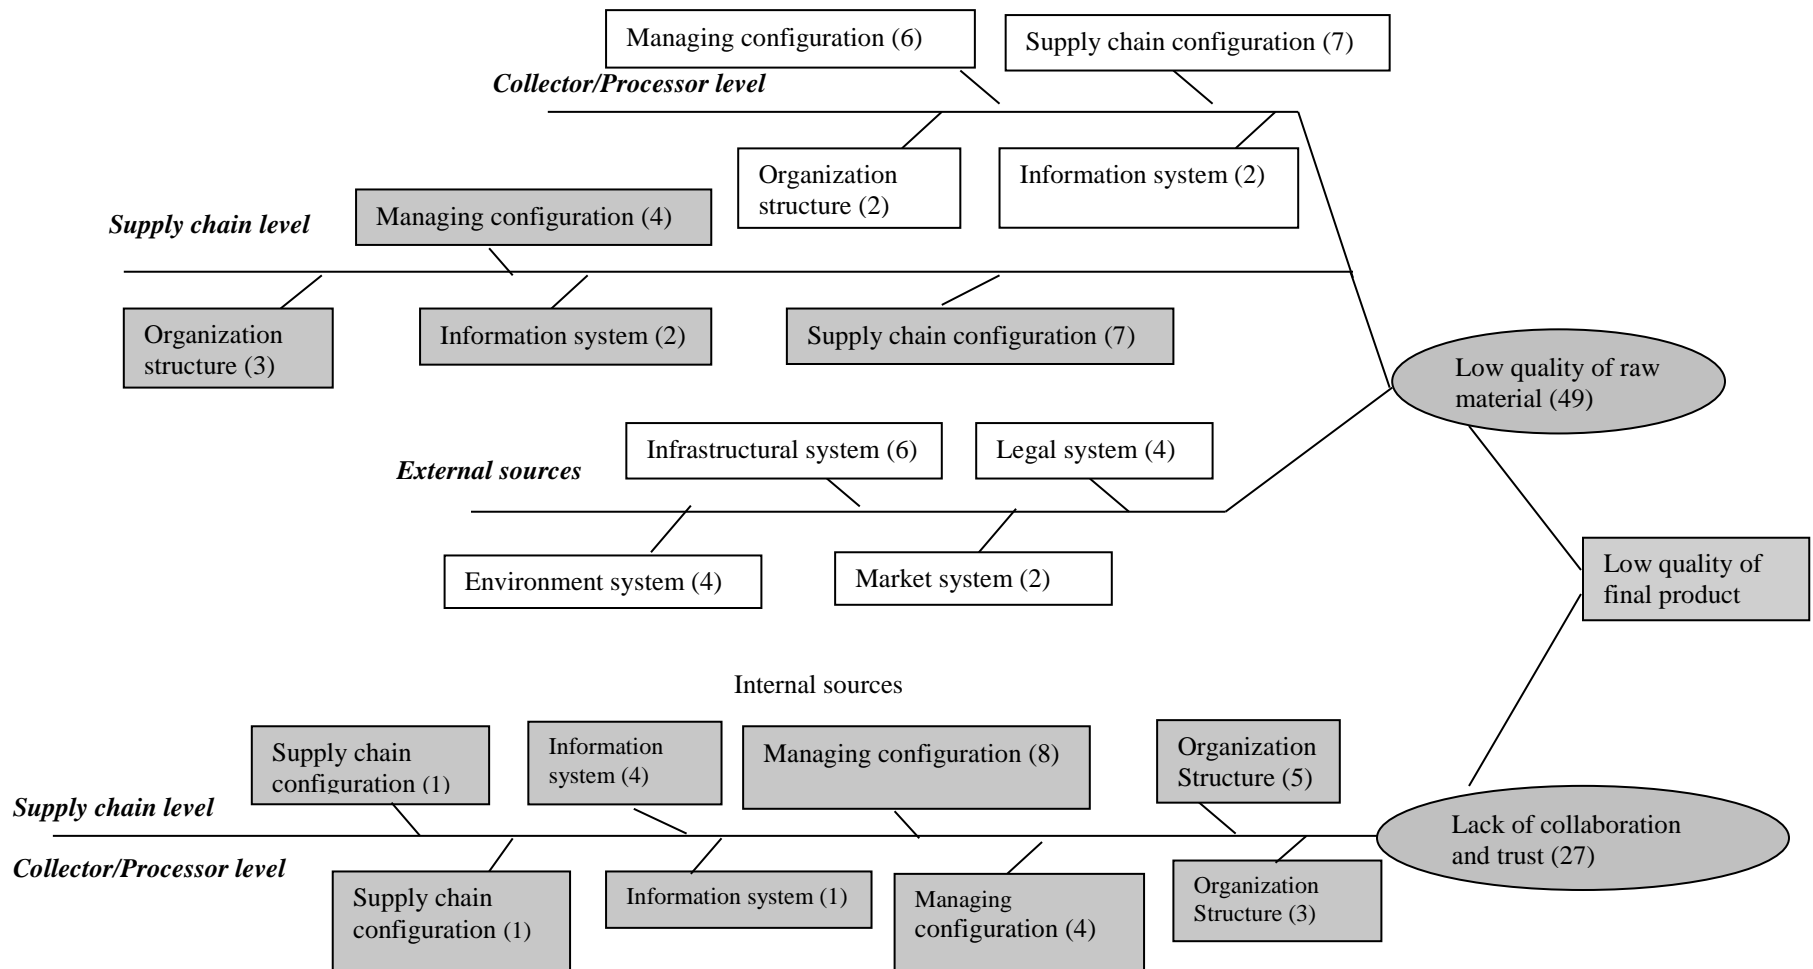 Managing configuration (6)
Supply chain configuration (7)
Collector/Processor level
Organization
structure (2)
Information system (2)
Managing configuration (4)
Supply chain level
Organization
structure (3)
Information system (2)
Supply chain configuration (7)
Low quality of raw
material (49)
Infrastructural system (6)
Legal system (4)
External sources
Environment system (4)
Market system (2)
Low quality of
final product
Internal sources
Supply chain
configuration (1)
Information
system (4)
Managing configuration (8)
Organization
Structure (5)
Supply chain level
Lack of collaboration
and trust (27)
Collector/Processor level
Supply chain
configuration (1)
Information system (1)
Managing
configuration (4)
Organization
Structure (3)